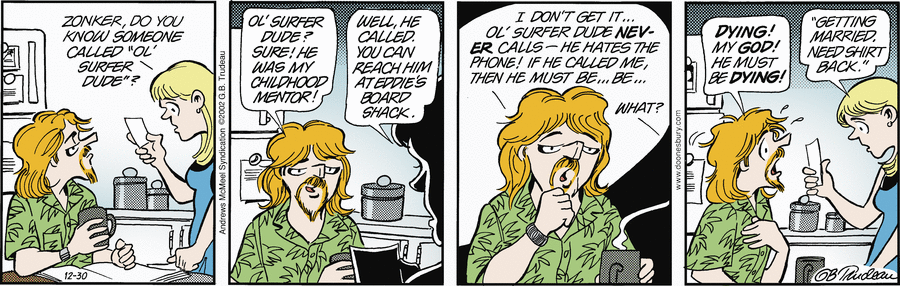 ZONKER, DO YOU
KNOW SOMEONE
CALLED "OL'
SURFER
DUDE"?
12-30
Andrews McMeel Syndication ©2002 G.B. Trudeau
OL' SURFER
DUDE?
SURE! HE
WAS MY
CHILDHOOD
MENTOR!
WELL, HE
CALLED.
YOU CAN
REACH HIM
AT EDDIE'S
BOARD
SHACK.
I DON'T GET IT...
OL' SURFER DUDE NEV-
ER CALLS—HE HATES THE
PHONE! IF HE CALLED ME,
THEN HE MUST BE...BE...
WHAT?
www.doonesbury.com
DYING!
MY GOD!
HE MUST
BE DYING!
"GETTING
MARRIED.
NEED SHIRT
BACK."
GB Trudeau